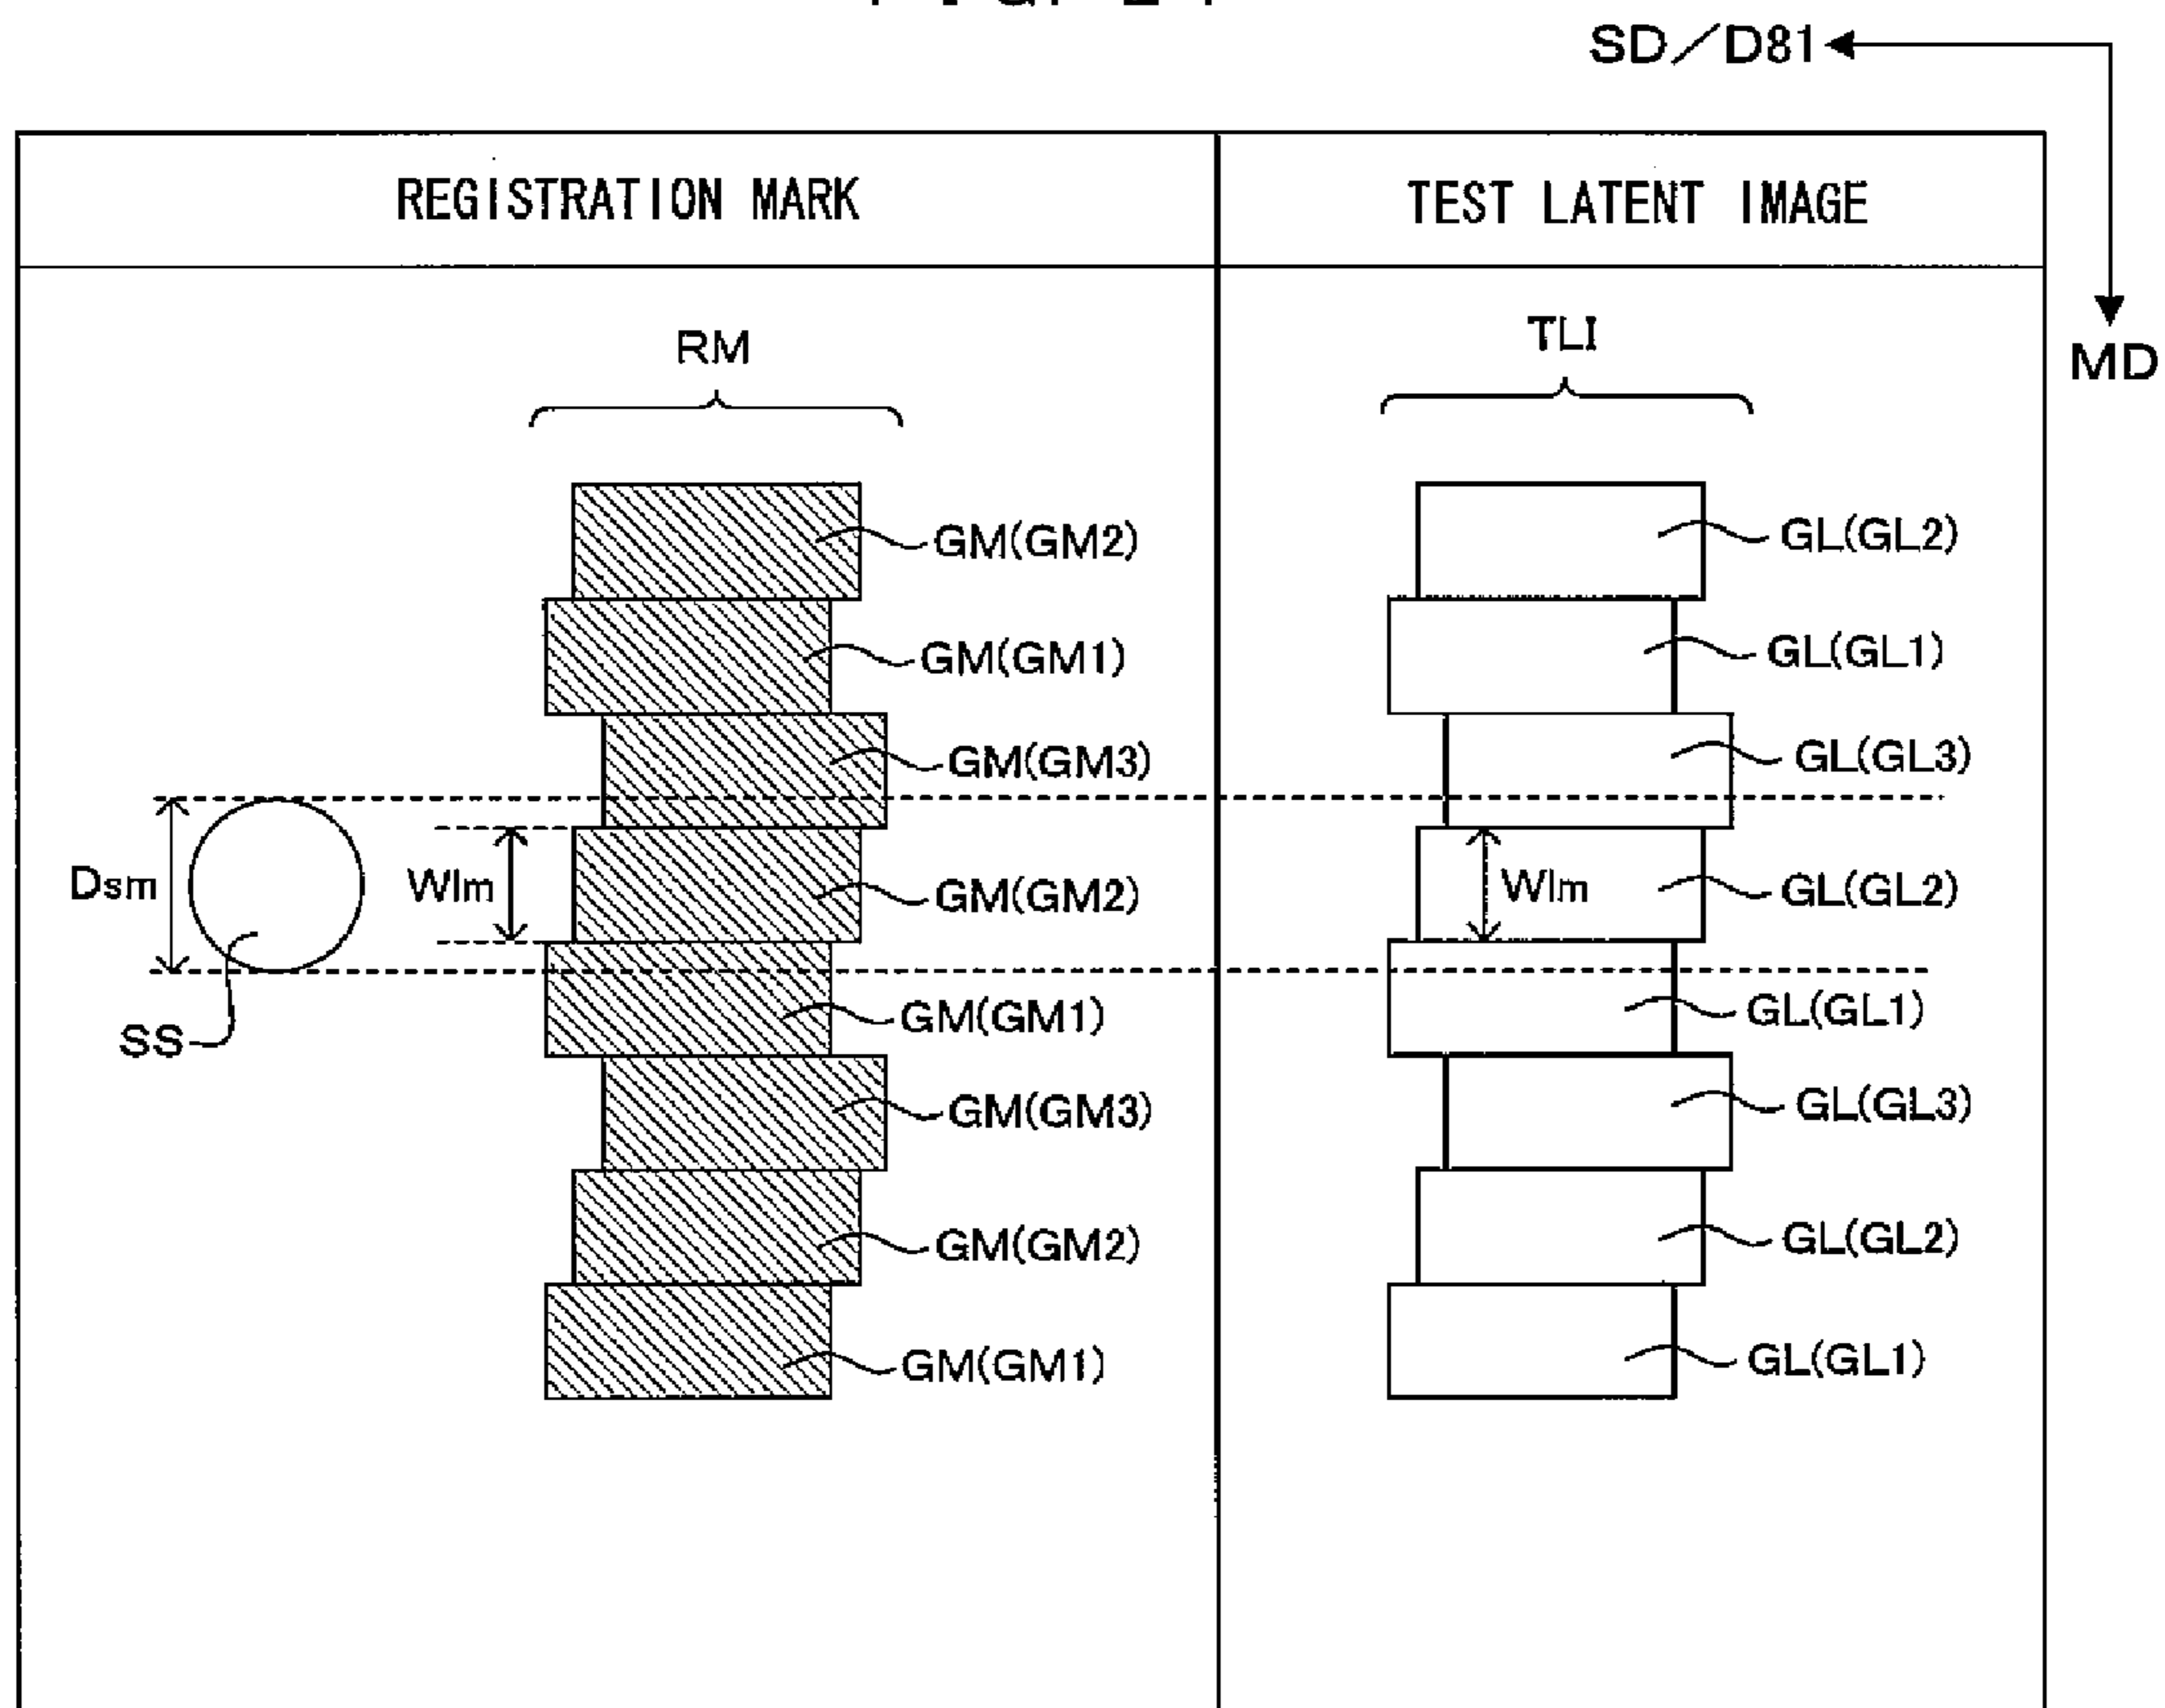 SD/D81
MD
REGISTRATION MARK
TEST LATENT IMAGE
RM
TLI
GM(GM2)
GL(GL2)
GM(GM1)
GL(GL1)
GM(GM3)
GL(GL3)
Dsm
Wlm
GM(GM2)
Wlm
GL(GL2)
SS
GM(GM1)
GL(GL1)
GM(GM3)
GL(GL3)
GM(GM2)
GL(GL2)
GM(GM1)
GL(GL1)